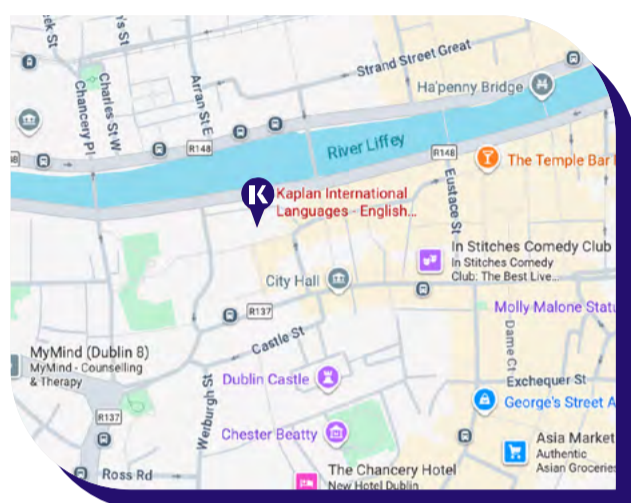 ek St
's St
Strand Street Great
Ha'penny Bridge
Charles St W
Chancery Pl
Arran St E
R148
River Liffey
R148
The Temple Bar
K
Kaplan International
Languages - English...
Eustace St
In Stitches Comedy Club
In Stitches Comedy
Club: The Best Live...
City Hall
R137
Molly Malone Statu
Castle St
Dame Ct
MyMind (Dublin 8)
MyMind - Counselling
& Therapy
Werburgh St
Dublin Castle
Exchequer St
George's Street A
R137
Chester Beatty
Asia Market
Authentic
Asian Groceries
Ross Rd
The Chancery Hotel
New Hotel Dublin